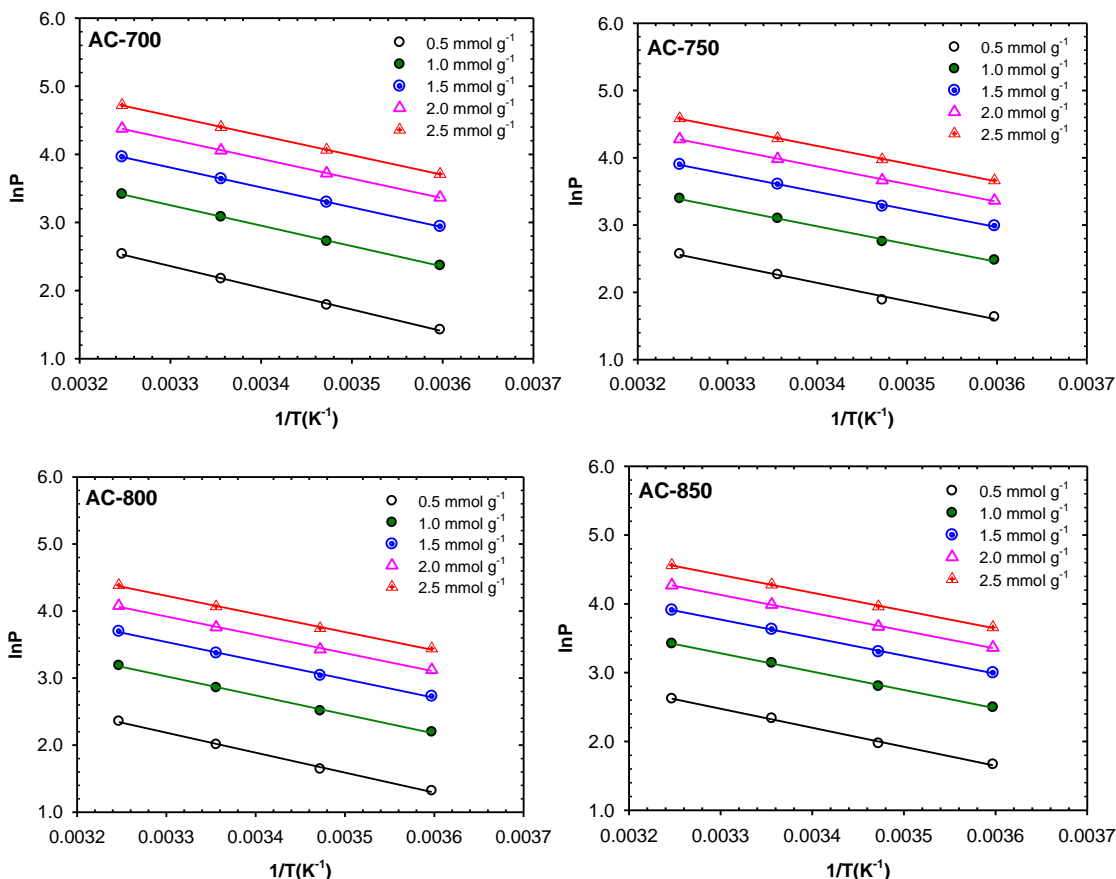 AC-700
0.5 mmol g⁻¹
1.0 mmol g⁻¹
1.5 mmol g⁻¹
2.0 mmol g⁻¹
2.5 mmol g⁻¹
lnP
6.0
5.0
4.0
3.0
2.0
1.0
0.0032 0.0033 0.0034 0.0035 0.0036 0.0037
1/T(K⁻¹)
AC-750
0.5 mmol g⁻¹
1.0 mmol g⁻¹
1.5 mmol g⁻¹
2.0 mmol g⁻¹
2.5 mmol g⁻¹
lnP
6.0
5.0
4.0
3.0
2.0
1.0
0.0032 0.0033 0.0034 0.0035 0.0036 0.0037
1/T(K⁻¹)
AC-800
0.5 mmol g⁻¹
1.0 mmol g⁻¹
1.5 mmol g⁻¹
2.0 mmol g⁻¹
2.5 mmol g⁻¹
lnP
6.0
5.0
4.0
3.0
2.0
1.0
0.0032 0.0033 0.0034 0.0035 0.0036 0.0037
1/T(K⁻¹)
AC-850
0.5 mmol g⁻¹
1.0 mmol g⁻¹
1.5 mmol g⁻¹
2.0 mmol g⁻¹
2.5 mmol g⁻¹
lnP
6.0
5.0
4.0
3.0
2.0
1.0
0.0032 0.0033 0.0034 0.0035 0.0036 0.0037
1/T(K⁻¹)